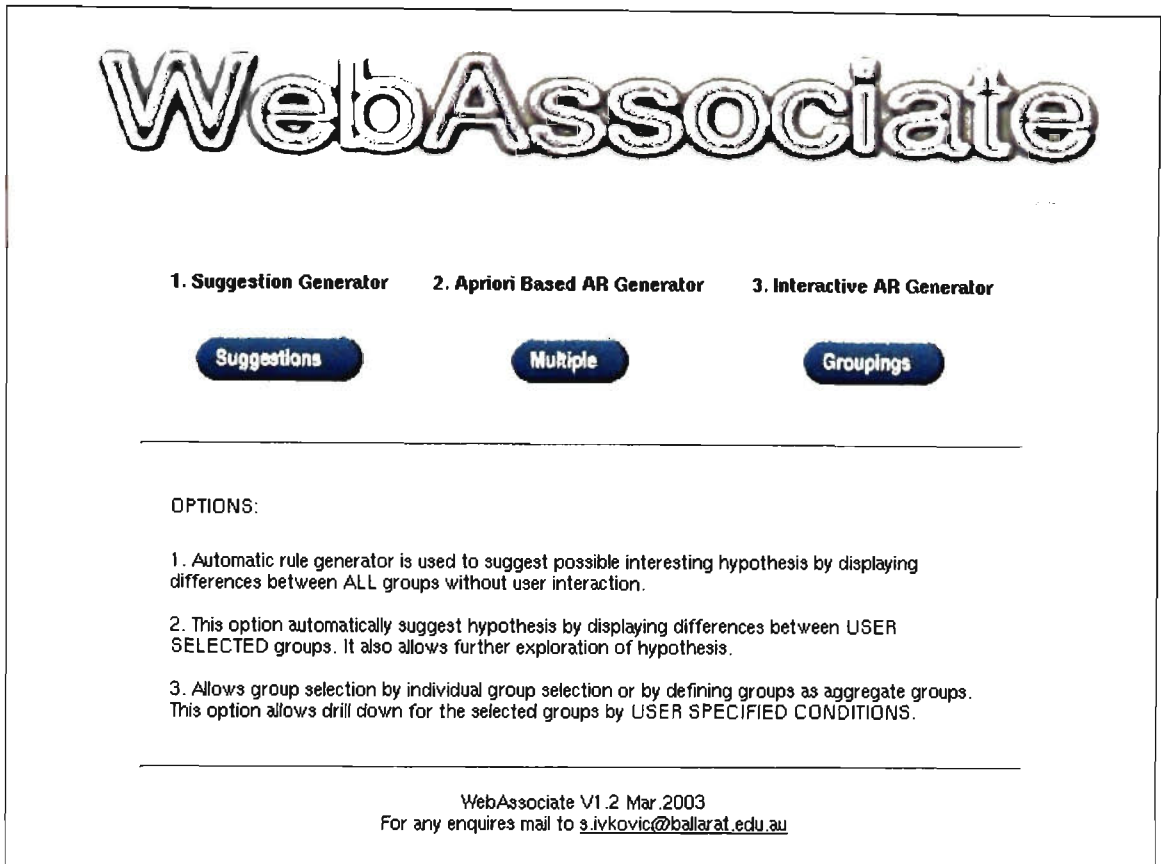 WebAssociate
1. Suggestion Generator 2. Apriori Based AR Generator 3. Interactive AR Generator
Suggestions Multiple Groupings
OPTIONS:
1. Automatic rule generator is used to suggest possible interesting hypothesis by displaying
differences between ALL groups without user interaction.
2. This option automatically suggest hypothesis by displaying differences between USER
SELECTED groups. It also allows further exploration of hypothesis.
3. Allows group selection by individual group selection or by defining groups as aggregate groups.
This option allows drill down for the selected groups by USER SPECIFIED CONDITIONS.
WebAssociate V1.2 Mar.2003
For any enquires mail to s.ivkovic@ballarat.edu.au